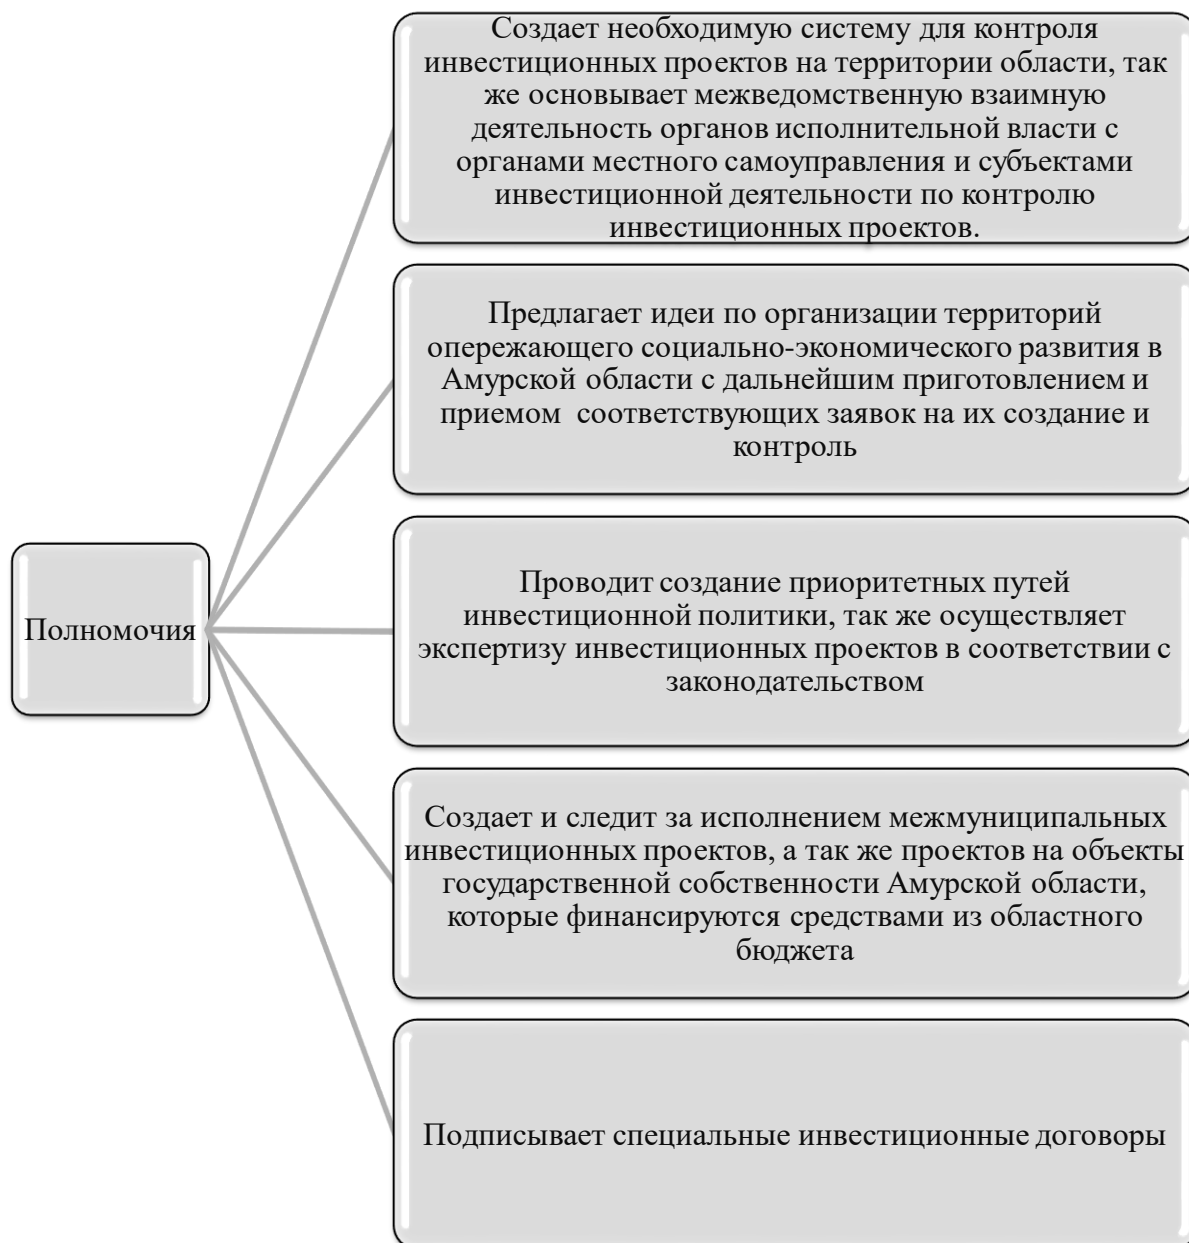 Создает необходимую систему для контроля
инвестиционных проектов на территории области, так
же основывает межведомственную взаимную
деятельность органов исполнительной власти с
органами местного самоуправления и субъектами
инвестиционной деятельности по контролю
инвестиционных проектов.
Предлагает идеи по организации территорий
опережающего социально-экономического развития в
Амурской области с дальнейшим приготовлением и
приемом соответствующих заявок на их создание и
контроль
Полномочия
Проводит создание приоритетных путей
инвестиционной политики, так же осуществляет
экспертизу инвестиционных проектов в соответствии с
законодательством
Создает и следит за исполнением межмуниципальных
инвестиционных проектов, а так же проектов на объекты
государственной собственности Амурской области,
которые финансируются средствами из областного
бюджета
Подписывает специальные инвестиционные договоры